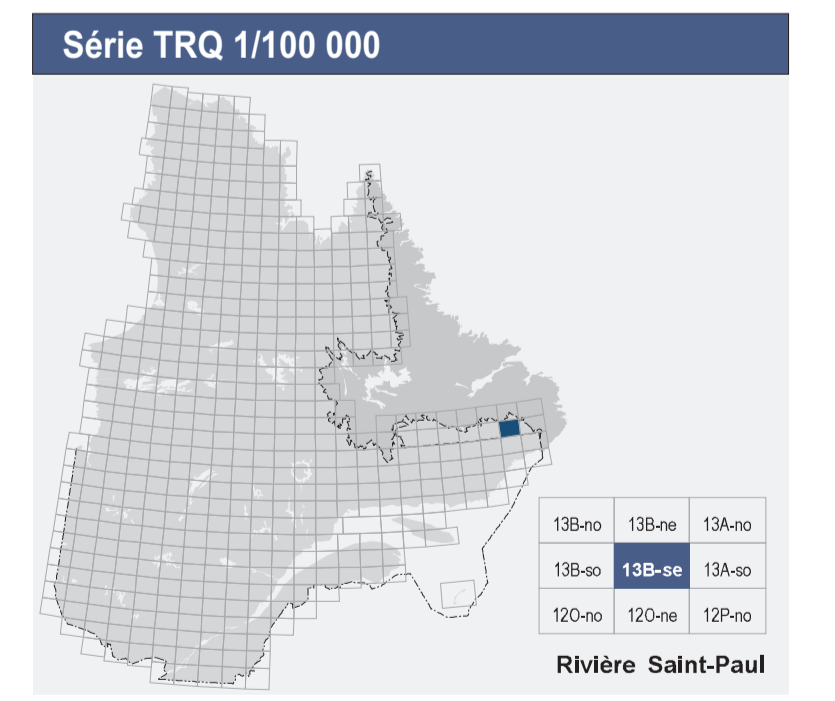 Série TRQ 1/100 000
13B-no 13B-ne 13A-no
13B-so 13B-se 13A-so
12O-no 12O-ne 12P-no
Rivière Saint-Paul